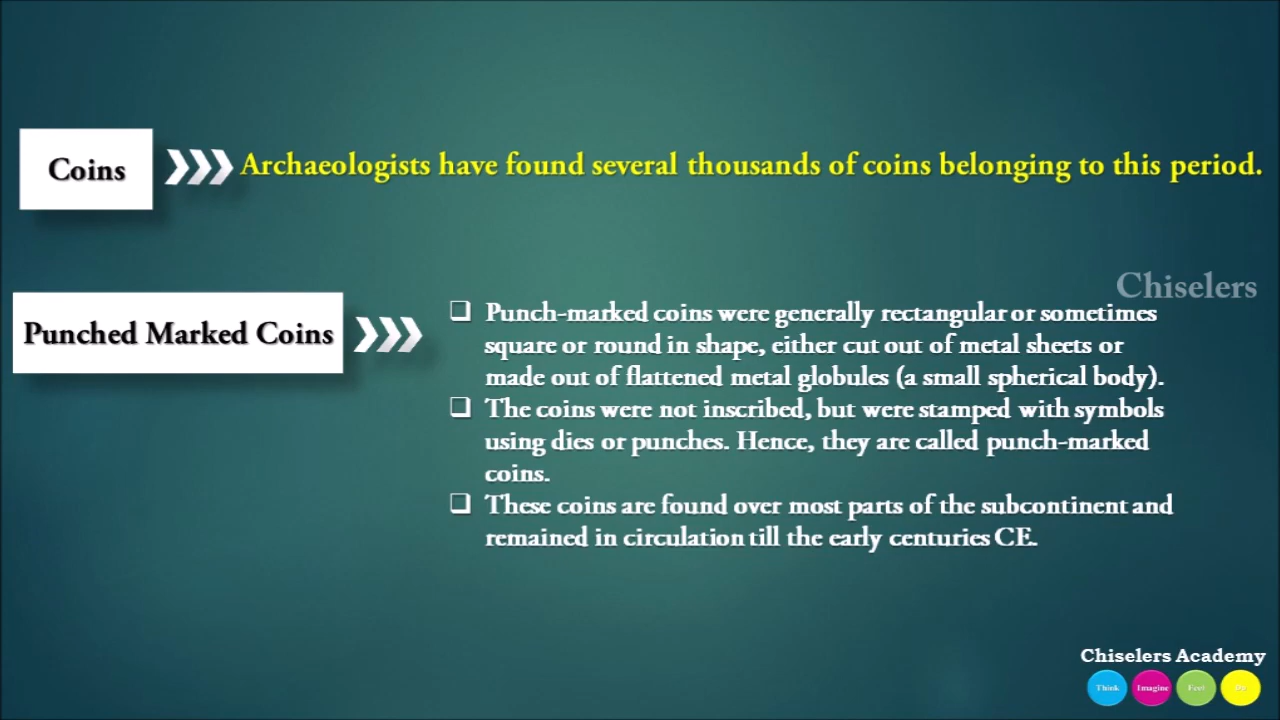 Coins
Archaeologists have found several thousands of coins belonging to this period.
Chiselers
Punched Marked Coins
❑ Punch-marked coins were generally rectangular or sometimes
square or round in shape, either cut out of metal sheets or
made out of flattened metal globules (a small spherical body).
❑ The coins were not inscribed, but were stamped with symbols
using dies or punches. Hence, they are called punch-marked
coins.
❑ These coins are found over most parts of the subcontinent and
remained in circulation till the early centuries CE.
Chiselers Academy
Think Imagine Feel